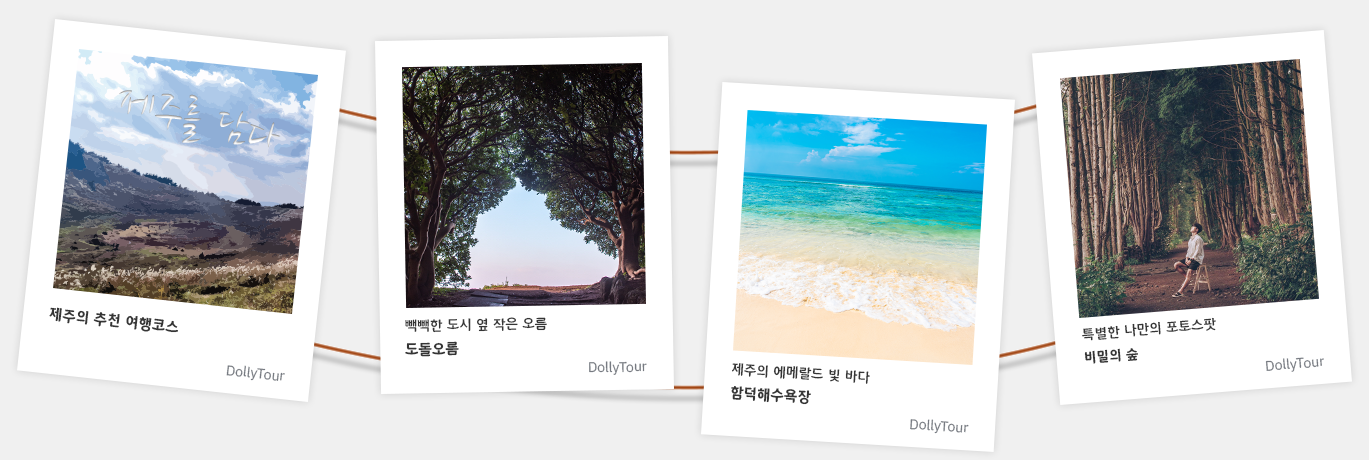 제주를 담다
제주의 추천 여행코스
DollyTour
빽빽한 도시 옆 작은 오름
도돌오름
DollyTour
제주의 에메랄드 빛 바다
함덕해수욕장
DollyTour
특별한 나만의 포토스팟
비밀의 숲
DollyTour